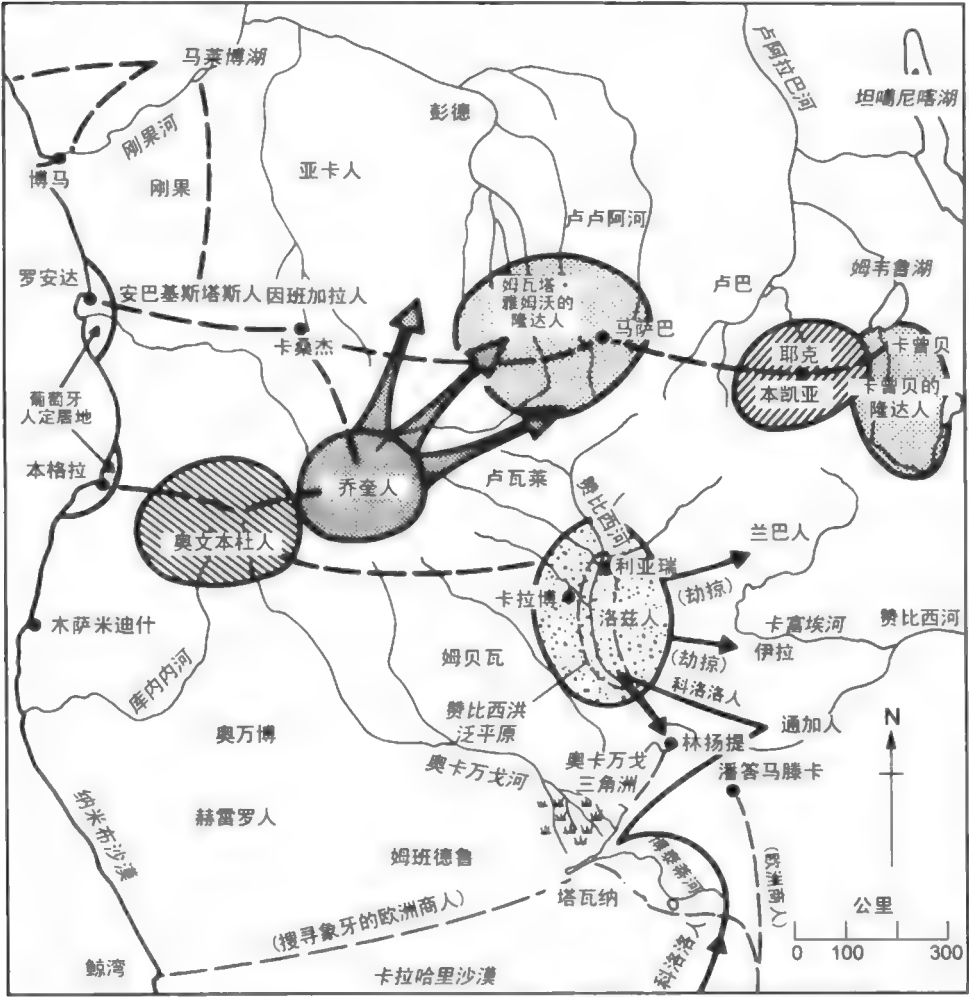 马莱博湖
刚果河
博马
刚果
亚卡人
彭德
卢阿拉巴河
坦噶尼喀湖
卢卢阿河
罗安达
安巴基斯塔斯人
因班加拉人
卡桑杰
姆瓦塔·
雅姆沃的
隆达人
马萨巴
卢巴
姆韦鲁湖
耶克
本凯亚
卡曾贝
卡曾贝的
隆达人
葡萄牙
人定居地
本格拉
奥文本杜人
乔奎人
卢瓦莱
赞比西河
利亚瑞
兰巴人
(劫掠)
卡拉博
洛兹人
卡富埃河
赞比西河
伊拉
(劫掠)
科洛洛人
木萨米迪什
库内内河
姆贝瓦
赞比西洪
泛平原
通加人
林扬提
潘答马滕卡
奥万博
奥卡万戈河
奥卡万戈
三角洲
纳米布沙漠
赫雷罗人
姆班德鲁
塔瓦纳
(欧洲商人)
(搜寻象牙的欧洲商人)
科洛洛人
鲸湾
卡拉哈里沙漠
N
公里
0 100 300